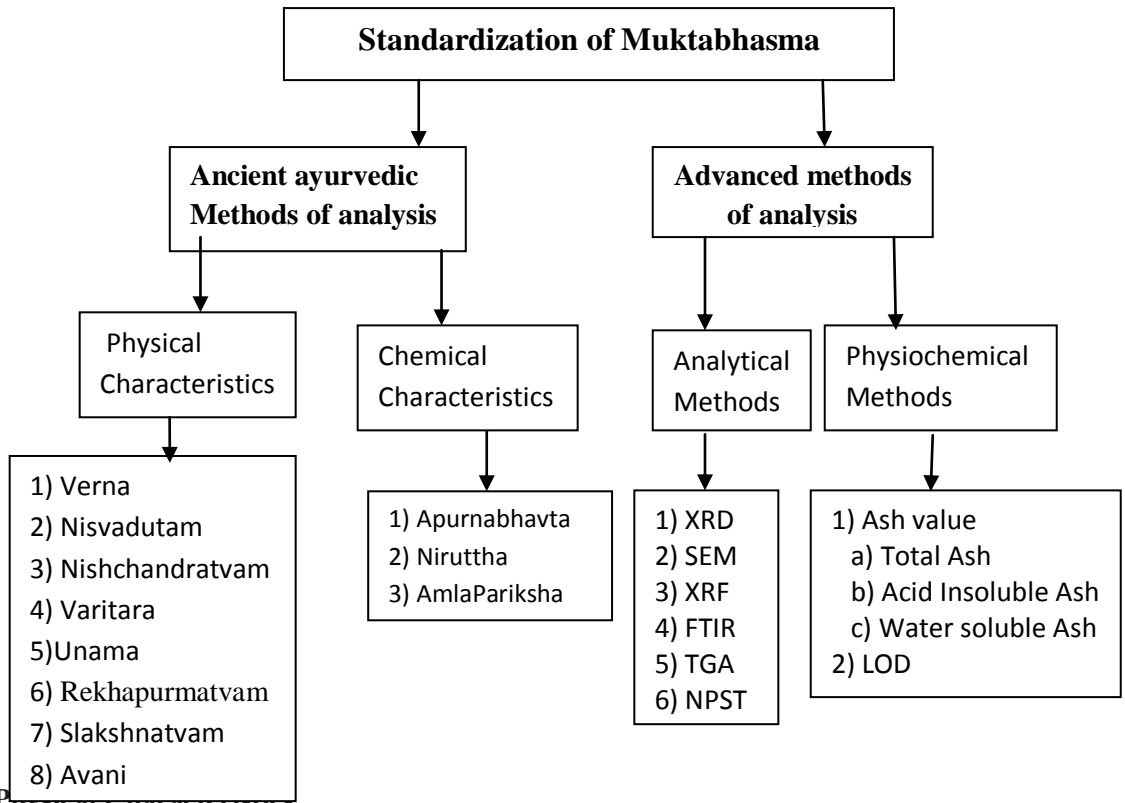 Standardization of Muktabhasma
Ancient ayurvedic
Methods of analysis
Advanced methods
of analysis
Physical
Characteristics
Chemical
Characteristics
Analytical
Methods
Physiochemical
Methods
1) Verna
2) Nisvadutam
3) Nishchandratvam
4) Varitara
5)Unama
6) Rekhapurmatvam
7) Slakshnatvam
8) Avani
1) Apurnabhavta
2) Niruttha
3) AmlaPariksha
1) XRD
2) SEM
3) XRF
4) FTIR
5) TGA
6) NPST
1) Ash value
a) Total Ash
b) Acid Insoluble Ash
c) Water soluble Ash
2) LOD